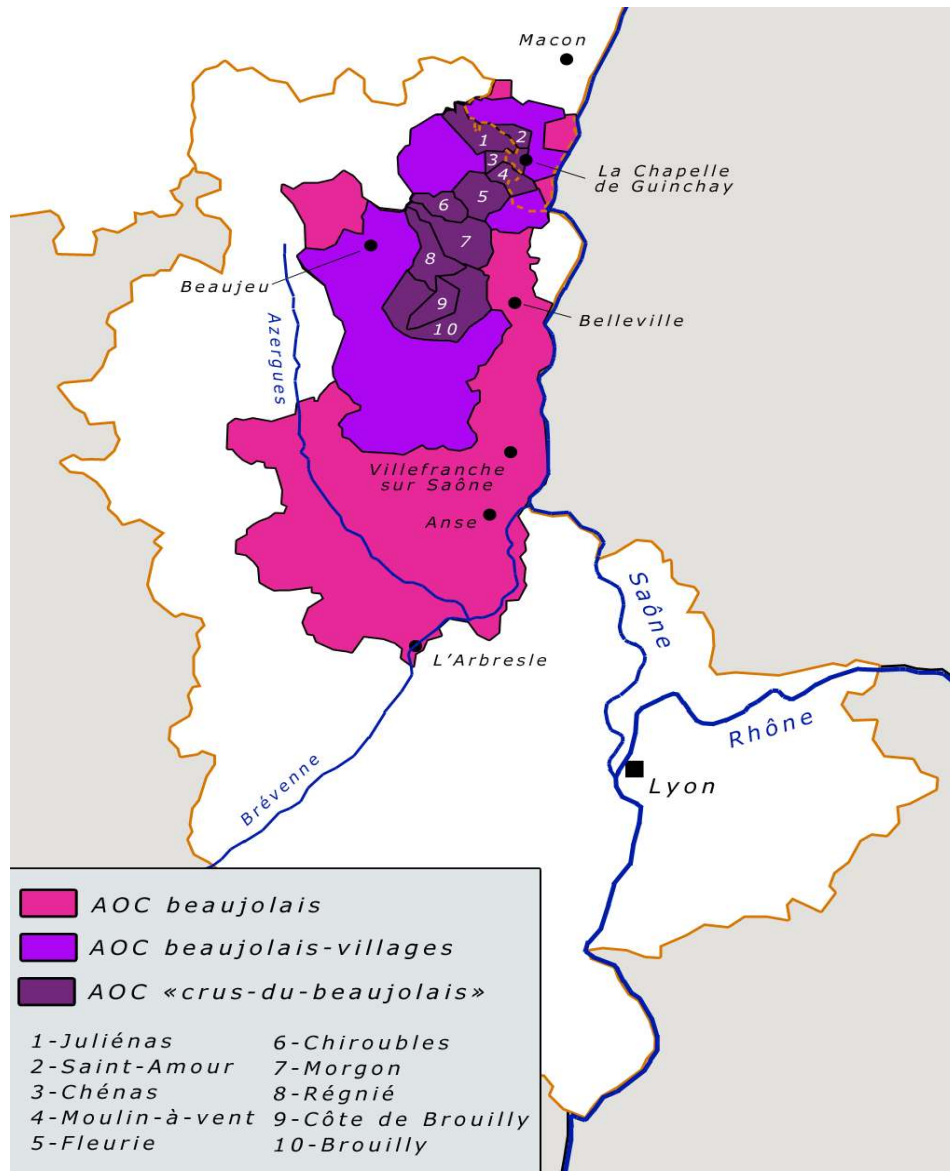 Macon
1
2
3
4
La Chapelle
de Guinchay
5
6
7
Beaujeu
8
9
10
Belleville
Azergues
Villefranche
sur Saône
Anse
Saône
L'Arbresle
Rhône
Lyon
Brévenne
AOC beaujolais
AOC beaujolais-villages
AOC «crus-du-beaujolais»
1-Juliénas
2-Saint-Amour
3-Chénas
4-Moulin-à-vent
5-Fleurie
6-Chiroubles
7-Morgon
8-Régnié
9-Côte de Brouilly
10-Brouilly